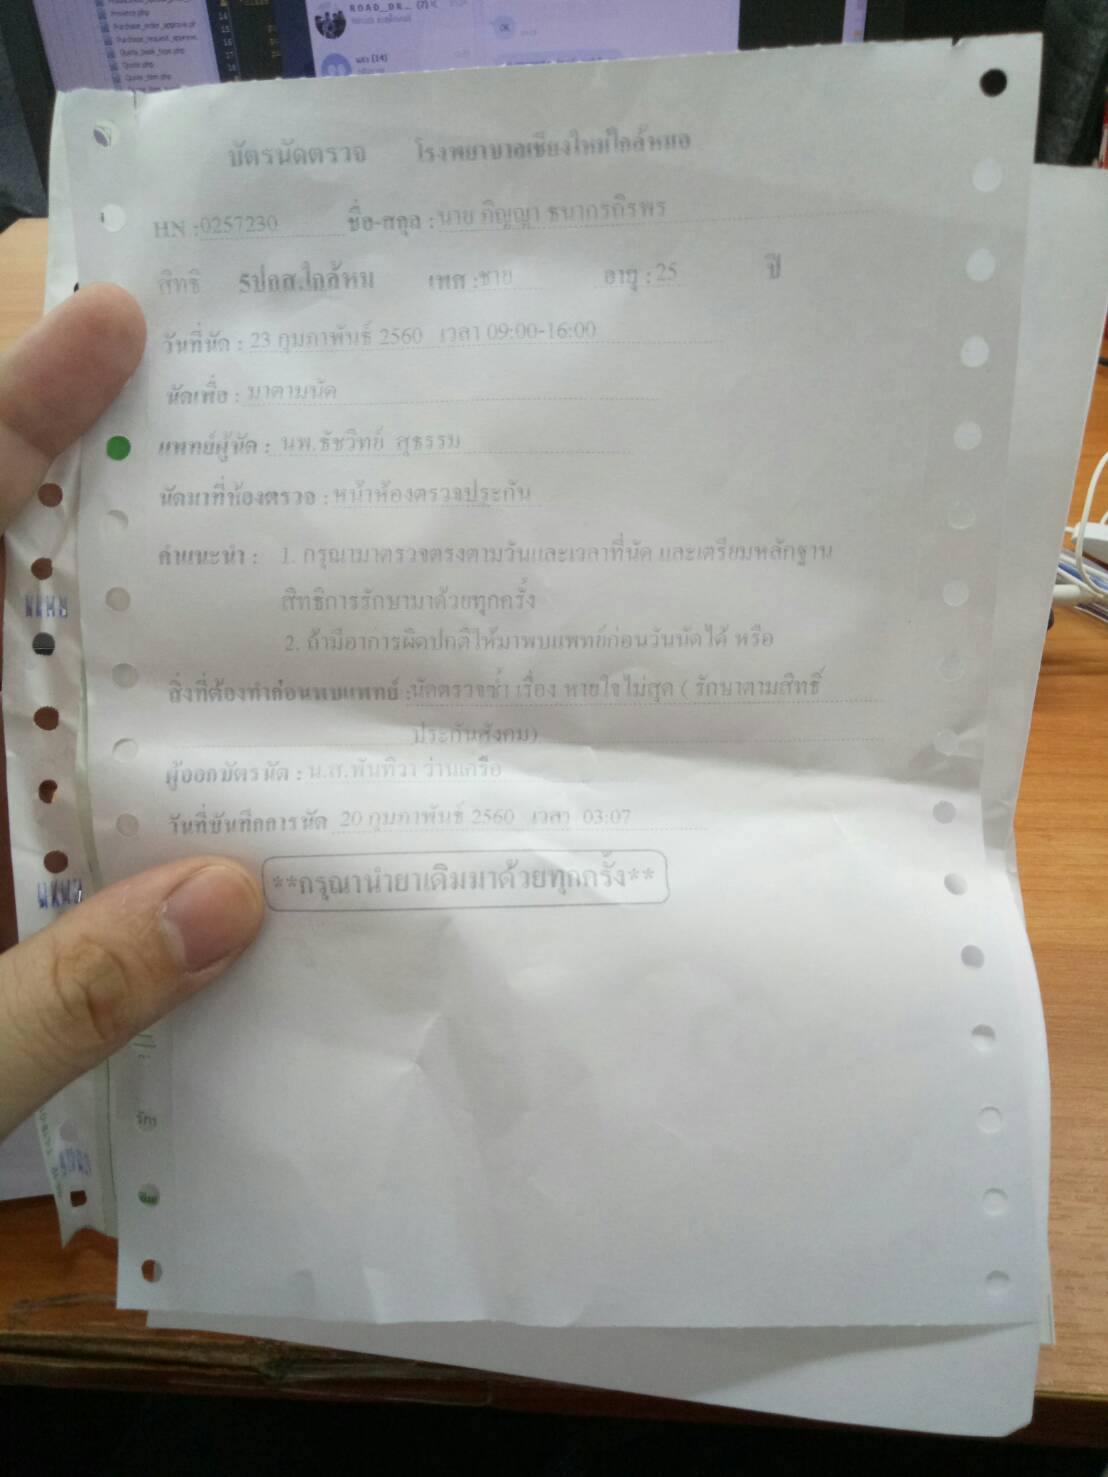 Province.php
Purchase_order_approve.p
Purchase_request_approve.
Quota_book_type.php
Quote.php
Quote_item.php
ROAD_DR_ (7)
แสว (14)
OK
บัตรนัดตรวจ โรงพยาบาลเชียงใหม่ใกล้หมอ
HN :0257230 ชื่อ-สกุล : นาย ภิญญา ธนากรถิรพร
สิทธิ 5ปกส.ใกล้หม เพศ :ชาย อายุ : 25 ปี
วันที่นัด : 23 กุมภาพันธ์ 2560 เวลา 09:00-16:00
นัดเพื่อ : มาตามนัด
แพทย์ผู้นัด : นพ.ธัชวิทย์ สุธรรม
นัดมาที่ห้องตรวจ : หน้าห้องตรวจประกัน
คำแนะนำ : 1. กรุณามาตรวจตรงตามวันและเวลาที่นัด และเตรียมหลักฐาน
สิทธิการรักษามาด้วยทุกครั้ง
2. ถ้ามีอาการผิดปกติให้มาพบแพทย์ก่อนวันนัดได้ หรือ
สิ่งที่ต้องทำก่อนพบแพทย์ :นัดตรวจซ้ำ เรื่อง หายใจไม่สุด ( รักษาตามสิทธิ์
ประกันสังคม)
ผู้ออกบัตรนัด : น.ส.พันทิวา ว่านเครือ
วันที่บันทึกการนัด 20 กุมภาพันธ์ 2560 เวลา 03:07
**กรุณานำยาเดิมมาด้วยทุกครั้ง**